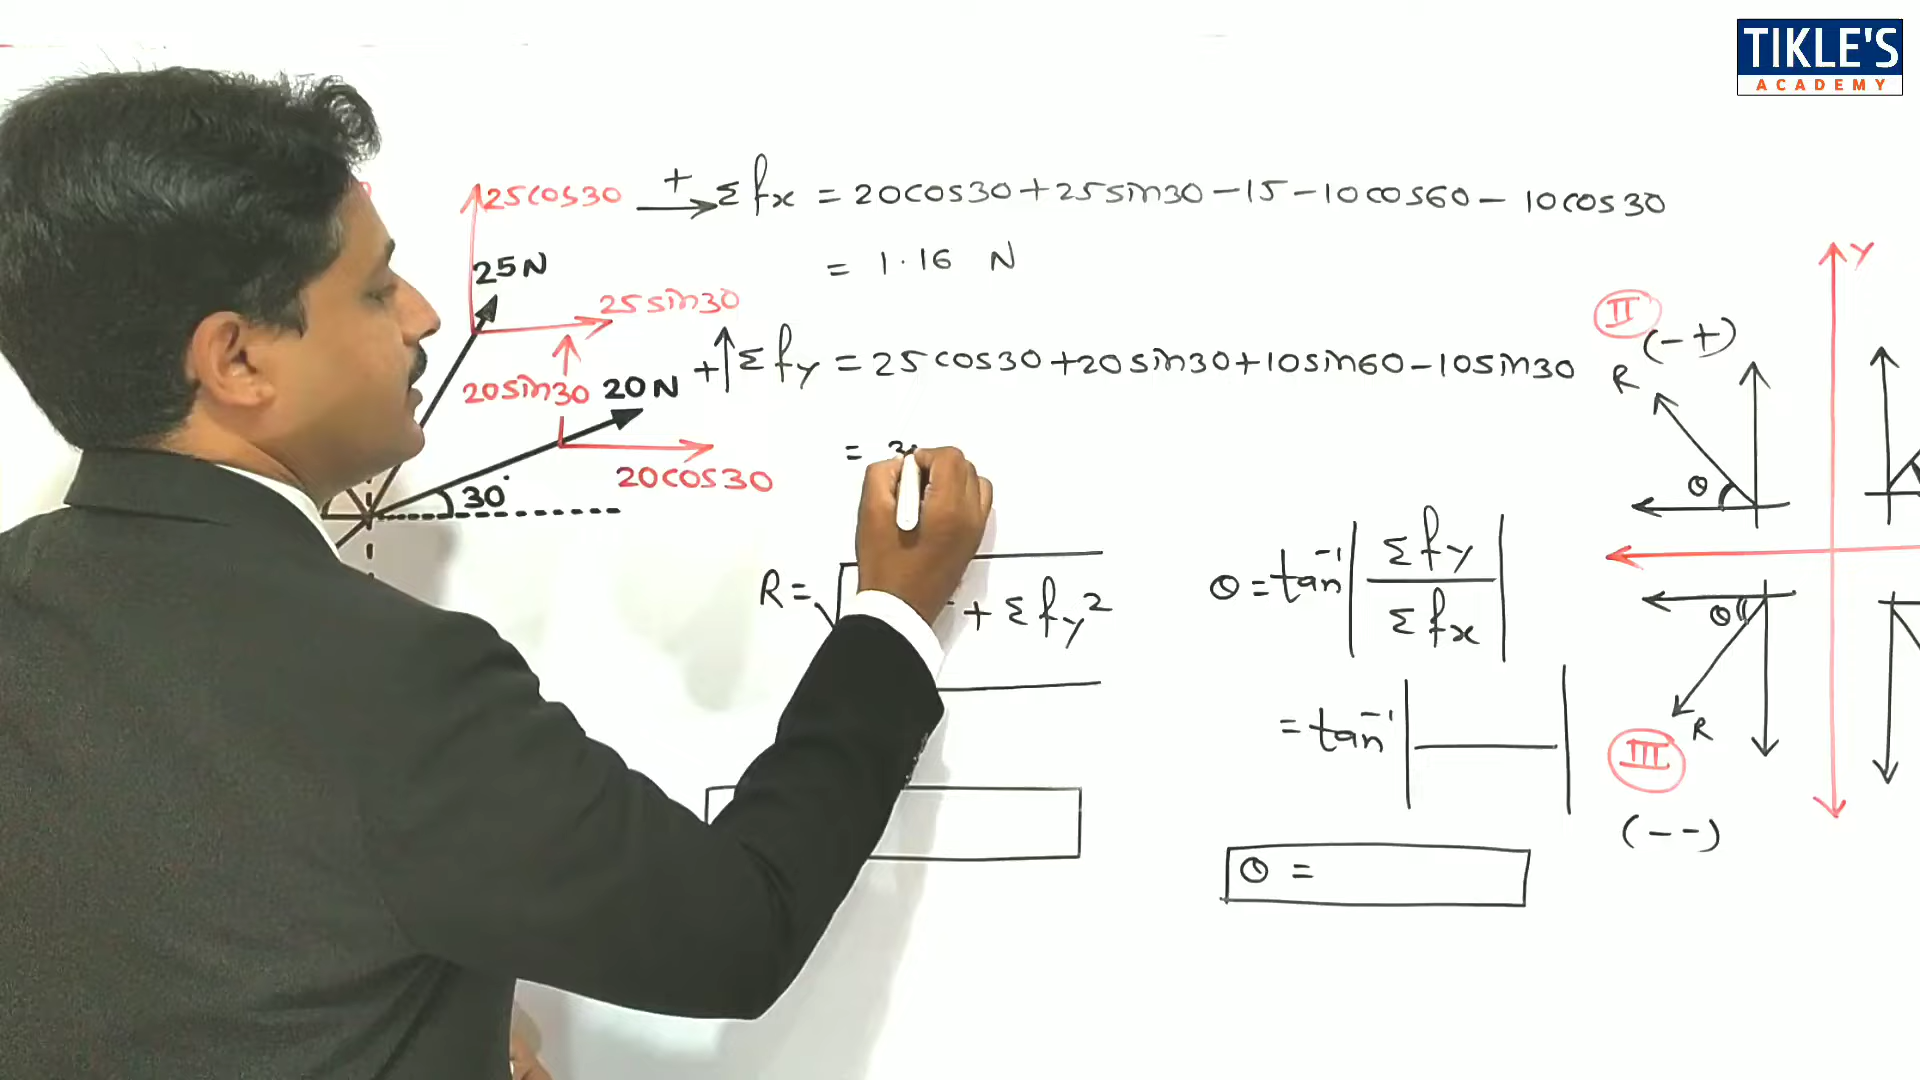 TIKLE'S
ACADEMY
25cos30
+ Σfx = 20cos30+25sin30-15-10cos60-10cos30
= 1.16 N
25N
25sin30
+ Σfy = 25cos30+20sin30+10sin60-10sin30
20sin30
20N
=
20cos30
30°
R = √ + Σfy²
θ = tan⁻¹ | Σfy / Σfx |
= tan⁻¹
θ =
Y
II
(-+)
R
θ
θ
R
III
(--)